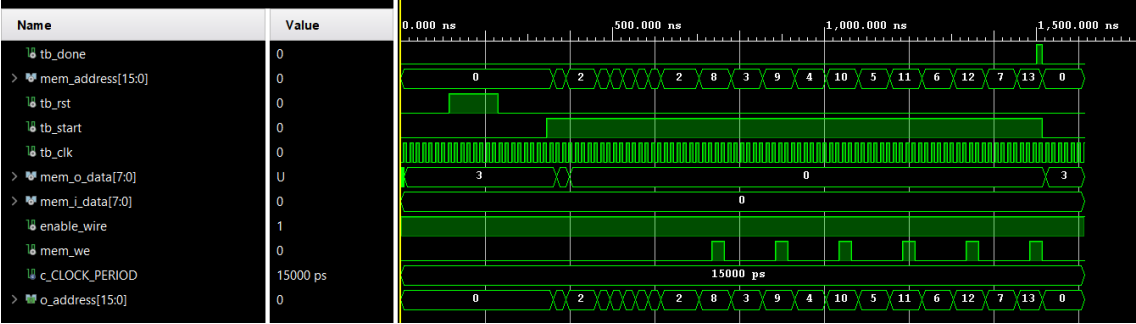 Name Value 0.000 ns 500.000 ns 1,000.000 ns 1,500.000 ns
tb_done 0
mem_address[15:0] 0 0 2 2 8 3 9 4 10 5 11 6 12 7 13 0
tb_rst 0
tb_start 0
tb_clk 0
mem_o_data[7:0] U 3 0 3
mem_i_data[7:0] 0 0
enable_wire 1
mem_we 0
c_CLOCK_PERIOD 15000 ps 15000 ps
o_address[15:0] 0 0 2 2 8 3 9 4 10 5 11 6 12 7 13 0